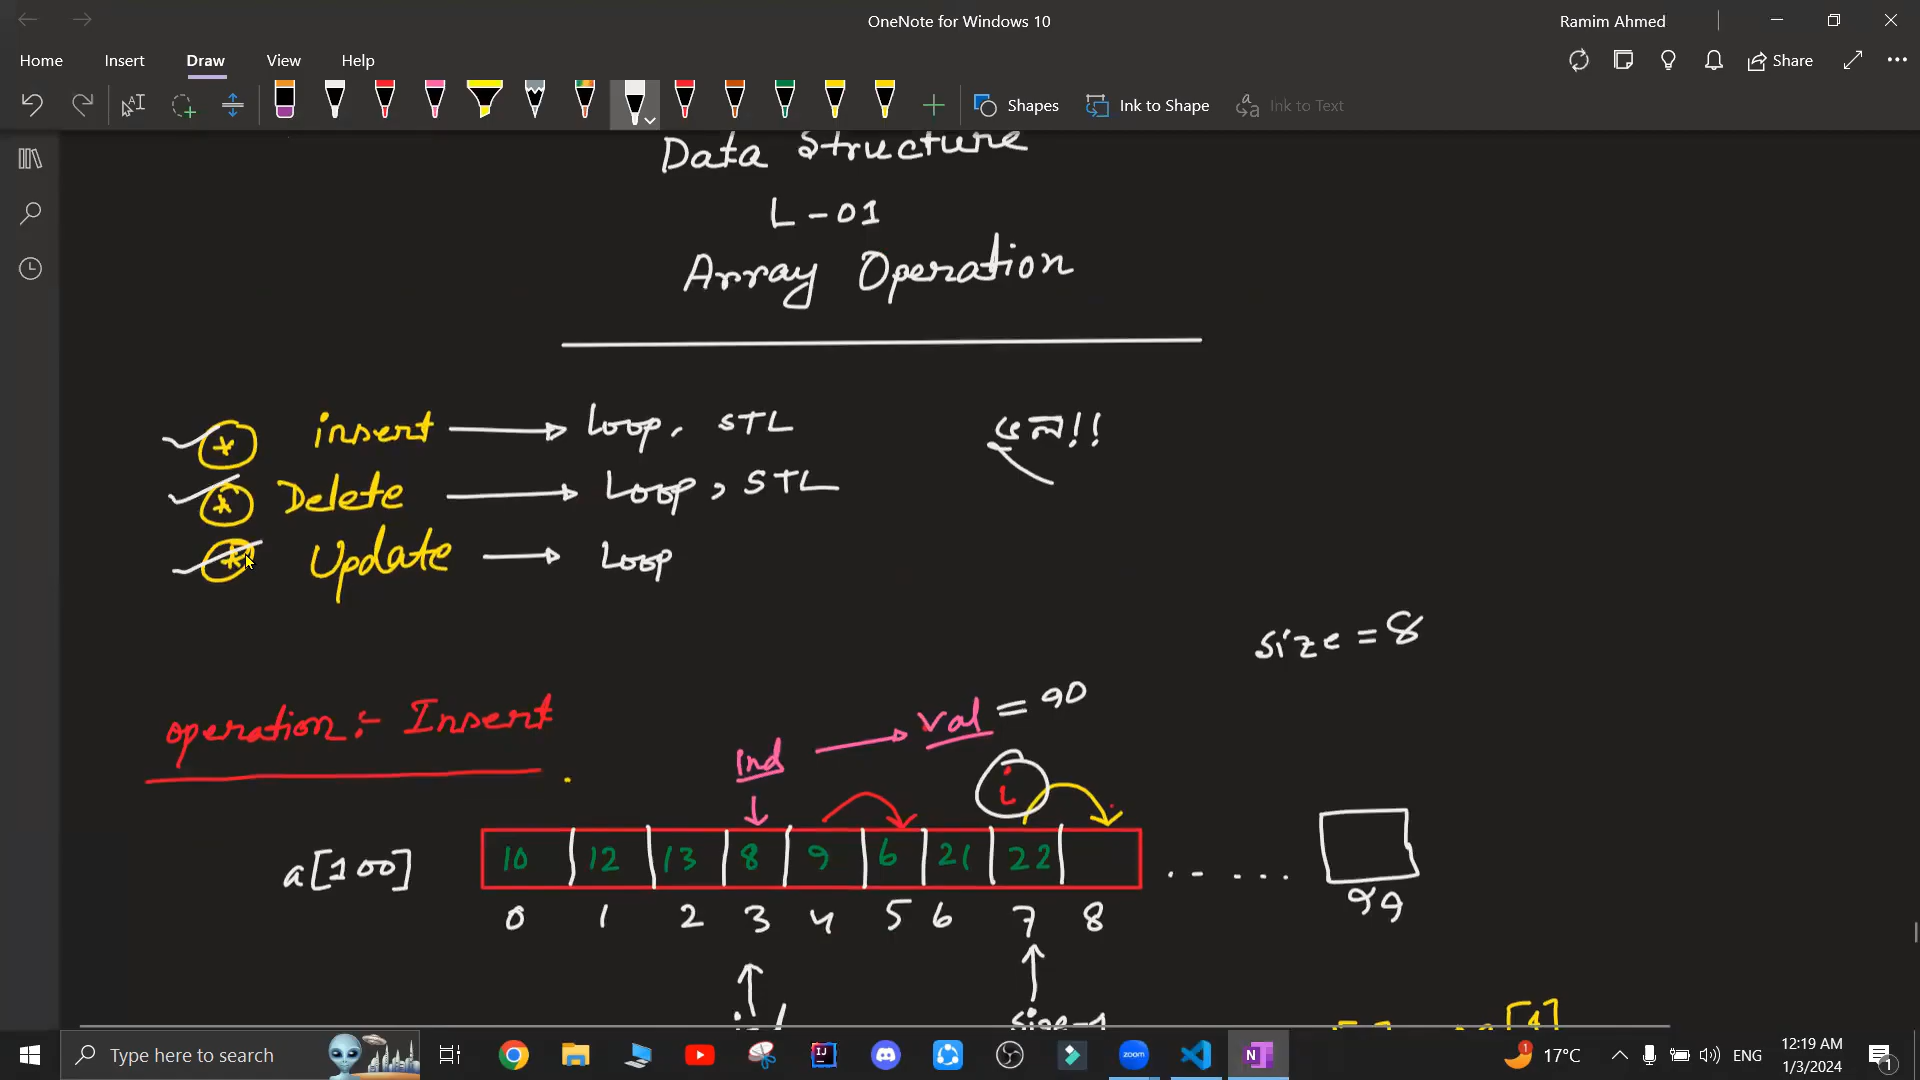 OneNote for Windows 10
Ramim Ahmed
Home Insert Draw View Help
Share
Shapes Ink to Shape Ink to Text
Data Structure
L-01
Array Operation
insert → Loop, STL
Delete → Loop, STL
Update → Loop
size = 8
operation:- Insert
ind → val = 90
i
a[100] 10 12 13 8 9 6 21 22
0 1 2 3 4 5 6 7 8 99
size-1
Type here to search
17°C
ENG
12:19 AM
1/3/2024